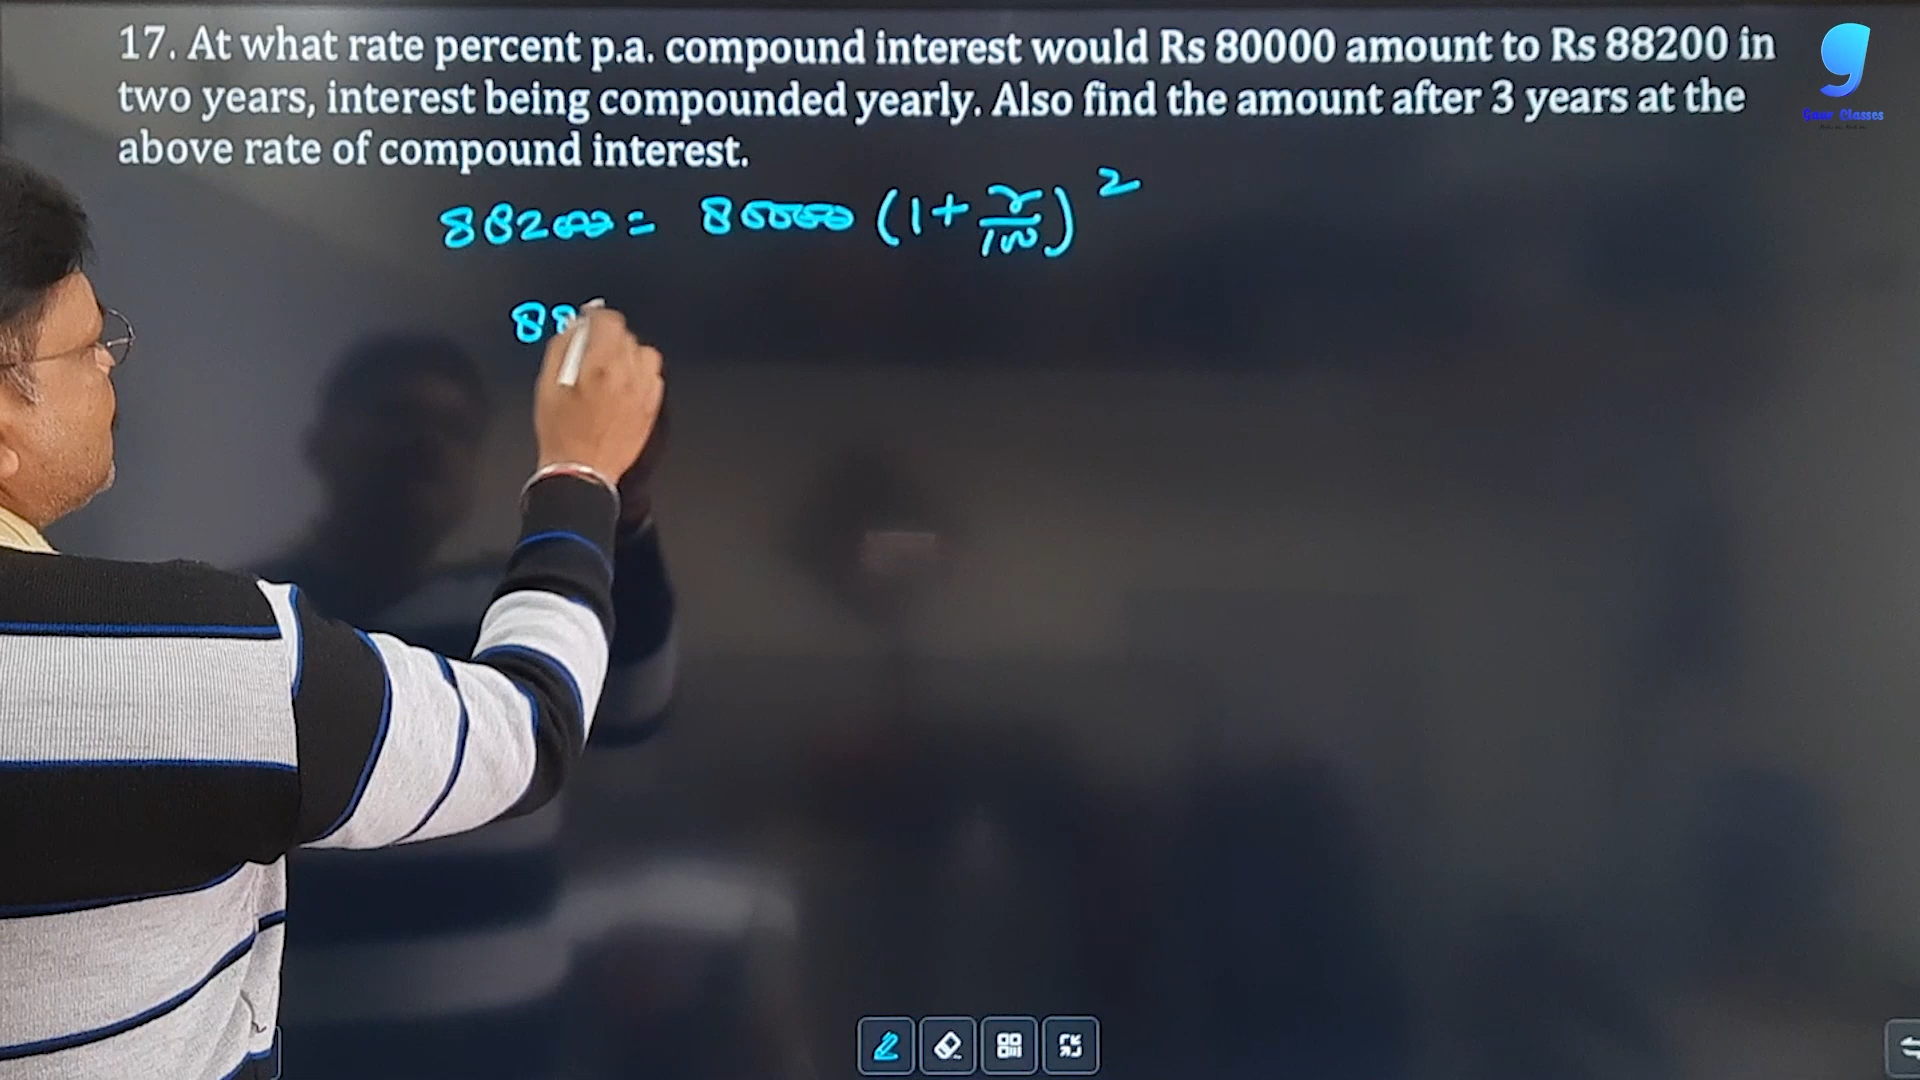 17. At what rate percent p.a. compound interest would Rs 80000 amount to Rs 88200 in
two years, interest being compounded yearly. Also find the amount after 3 years at the
above rate of compound interest.
88200 = 80000 (1 + r/100)^2
88
Gaur Classes